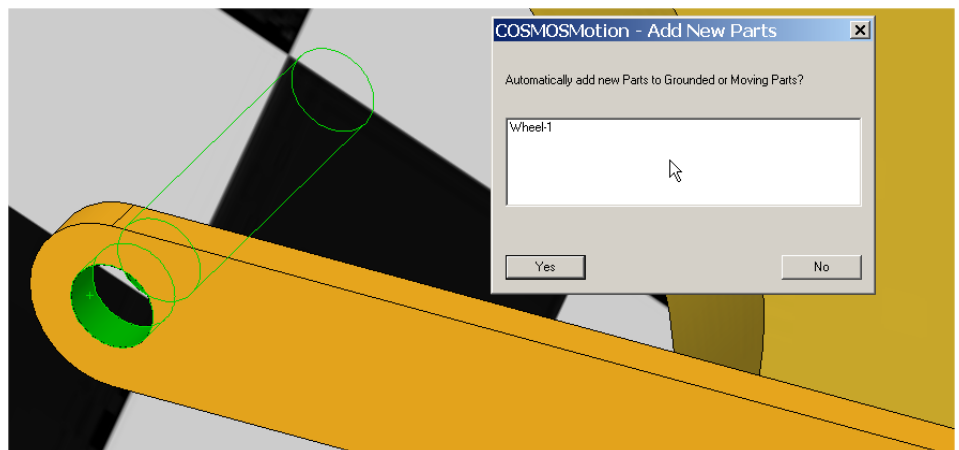 COSMOSMotion - Add New Parts
Automatically add new Parts to Grounded or Moving Parts?
Wheel-1
Yes
No